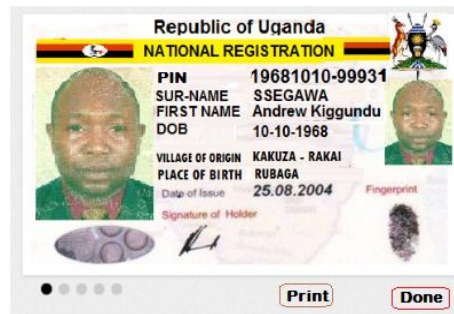 Republic of Uganda
NATIONAL REGISTRATION
PIN 19681010-99931
SUR-NAME SSEGAWA
FIRST NAME Andrew Kiggundu
DOB 10-10-1968
VILLAGE OF ORIGIN KAKUZA - RAKAI
PLACE OF BIRTH RUBAGA
Date of Issue 25.08.2004 Fingerprint
Signature of Holder
Print Done